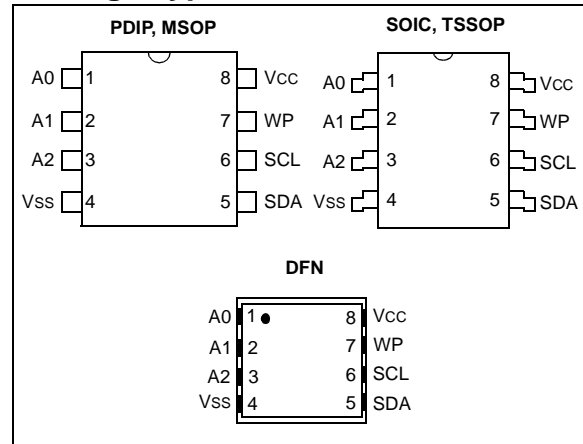 PDIP, MSOP
A0 1 8 VCC
A1 2 7 WP
A2 3 6 SCL
VSS 4 5 SDA
SOIC, TSSOP
A0 1 8 VCC
A1 2 7 WP
A2 3 6 SCL
VSS 4 5 SDA
DFN
A0 1 8 VCC
A1 2 7 WP
A2 3 6 SCL
VSS 4 5 SDA